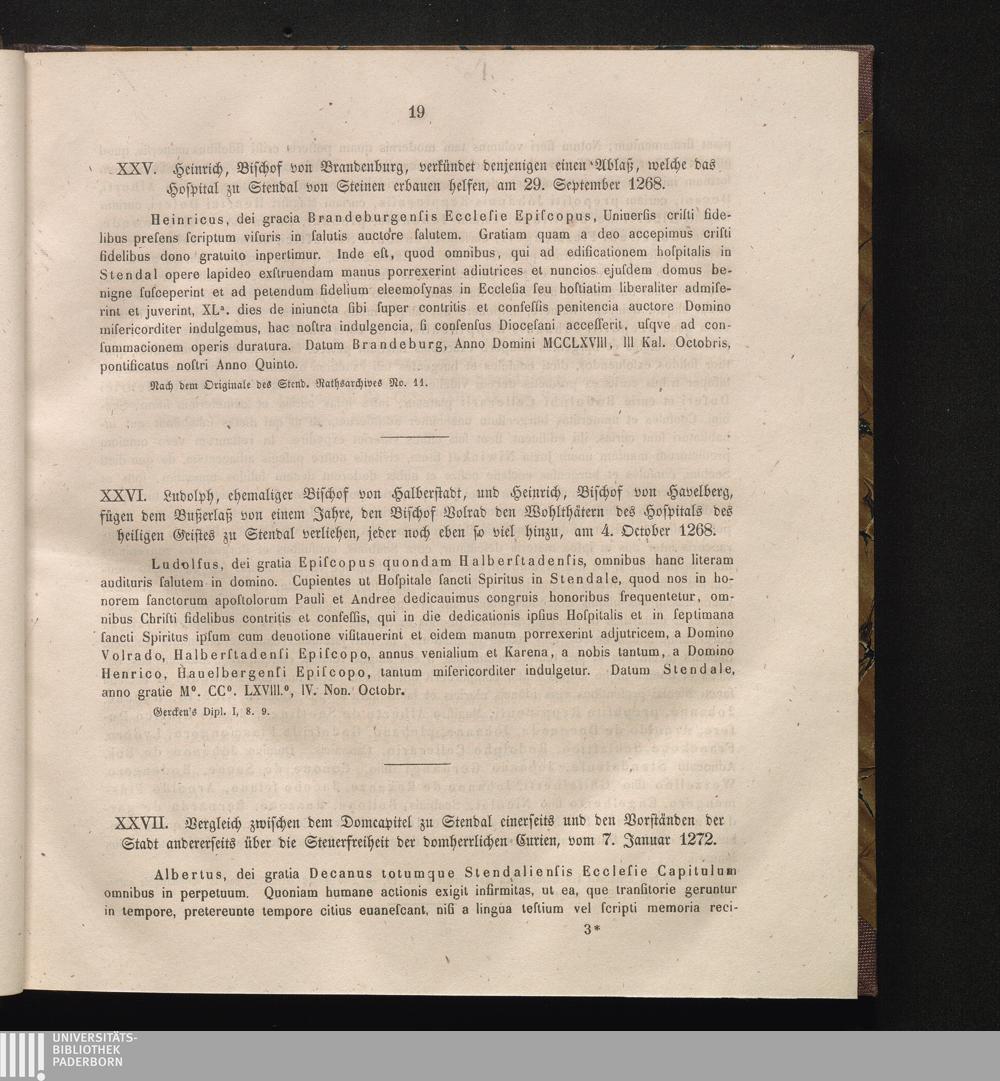 19
XXV. Heinrich, Bischof von Brandenburg, verkündet denjenigen einen Ablaß, welche das
Hospital zu Stendal von Steinen erbauen helfen, am 29. September 1268.
Heinricus, dei gracia Brandeburgenſis Eccleſie Epiſcopus, Uniuerſis criſti fide-
libus preſens ſcriptum viſuris in ſalutis auctore ſalutem. Gratiam quam a deo accepimus criſti
fidelibus dono gratuito inpertimur. Inde eſt, quod omnibus, qui ad edificationem hoſpitalis in
Stendal opere lapideo exſtruendam manus porrexerint adiutrices et nuncios ejuſdem domus be-
nigne ſuſceperint et ad petendum fidelium eleemoſynas in Eccleſia ſeu hoſtiatim liberaliter admiſe-
rint et juverint, XLª. dies de iniuncta ſibi ſuper contritis et confeſſis penitencia auctore Domino
miſericorditer indulgemus, hac noſtra indulgencia, ſi conſenſus Dioceſani acceſſerit, uſqve ad con-
ſummacionem operis duratura. Datum Brandeburg, Anno Domini MCCLXVIII, III Kal. Octobris,
pontificatus noſtri Anno Quinto.
Nach dem Originale des Stend. Rathsarchives No. 11.
XXVI. Ludolph, ehemaliger Bischof von Halberstadt, und Heinrich, Bischof von Havelberg,
fügen dem Bußerlaß von einem Jahre, den Bischof Volrad den Wohlthätern des Hospitals des
heiligen Geistes zu Stendal verliehen, jeder noch eben so viel hinzu, am 4. October 1268.
Ludolfus, dei gratia Epiſcopus quondam Halberſtadenſis, omnibus hanc literam
audituris ſalutem in domino. Cupientes ut Hoſpitale ſancti Spiritus in Stendale, quod nos in ho-
norem ſanctorum apoſtolorum Pauli et Andree dedicauimus congruis honoribus frequentetur, om-
nibus Chriſti fidelibus contritis et confeſſis, qui in die dedicationis ipſius Hoſpitalis et in ſeptimana
ſancti Spiritus ipſum cum deuotione viſitauerint et eidem manum porrexerint adjutricem, a Domino
Volrado, Halberſtadenſi Epiſcopo, annus venialium et Karena, a nobis tantum, a Domino
Henrico, Hauelbergenſi Epiſcopo, tantum miſericorditer indulgetur. Datum Stendale,
anno gratie Mº. CCº. LXVIII.º, IV. Non. Octobr.
Gercken's Dipl. I, 8. 9.
XXVII. Vergleich zwischen dem Domcapitel zu Stendal einerseits und den Vorständen der
Stadt andererseits über die Steuerfreiheit der domherrlichen Curien, vom 7. Januar 1272.
Albertus, dei gratia Decanus totumque Stendalienſis Eccleſie Capitulum
omnibus in perpetuum. Quoniam humane actionis exigit infirmitas, ut ea, que tranſitorie geruntur
in tempore, pretereunte tempore citius euaneſcant, niſi a lingua teſtium vel ſcripti memoria reci-
3*
UNIVERSITÄTS-
BIBLIOTHEK
PADERBORN